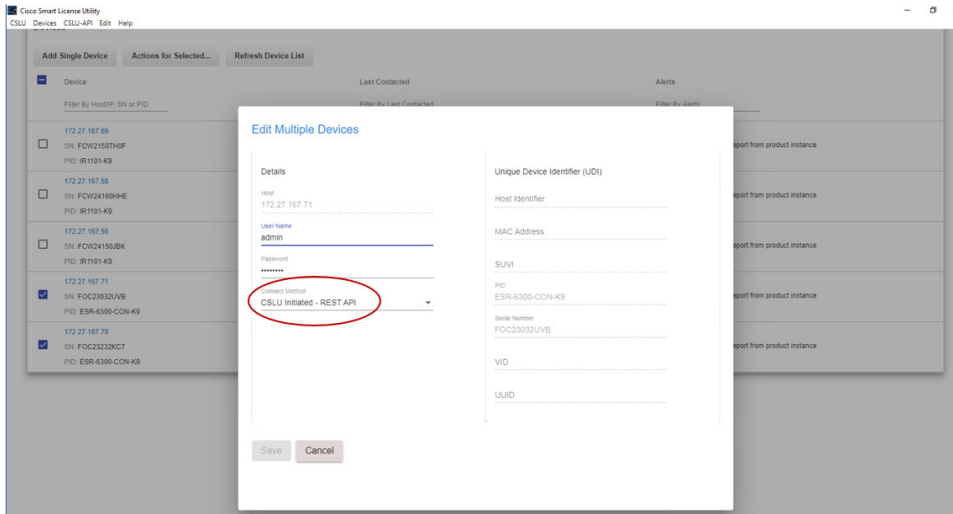 Cisco Smart License Utility
CSLU Devices CSLU-API Edit Help
Add Single Device Actions for Selected... Refresh Device List
Device Last Contacted Alerts
Filter By Host/IP, SN or PID Filter By Last Contacted Filter By Alerts
172.27.167.69
SN: FCW2150TH0F
PID: IR1101-K9
172.27.167.58
SN: FCW24160HHE
PID: IR1101-K9
172.27.167.56
SN: FCW24150JBK
PID: IR1101-K9
172.27.167.71
SN: FOC23032UVB
PID: ESR-6300-CON-K9
172.27.167.70
SN: FOC23232KC7
PID: ESR-6300-CON-K9
eport from product instance
eport from product instance
eport from product instance
eport from product instance
eport from product instance
Edit Multiple Devices
Details
Host
172.27.167.71
User Name
admin
Password
••••••••
Connect Method
CSLU Initiated - REST API
Unique Device Identifier (UDI)
Host Identifier
MAC Address
SUVI
PID
ESR-6300-CON-K9
Serial Number
FOC23032UVB
VID
UUID
Save Cancel